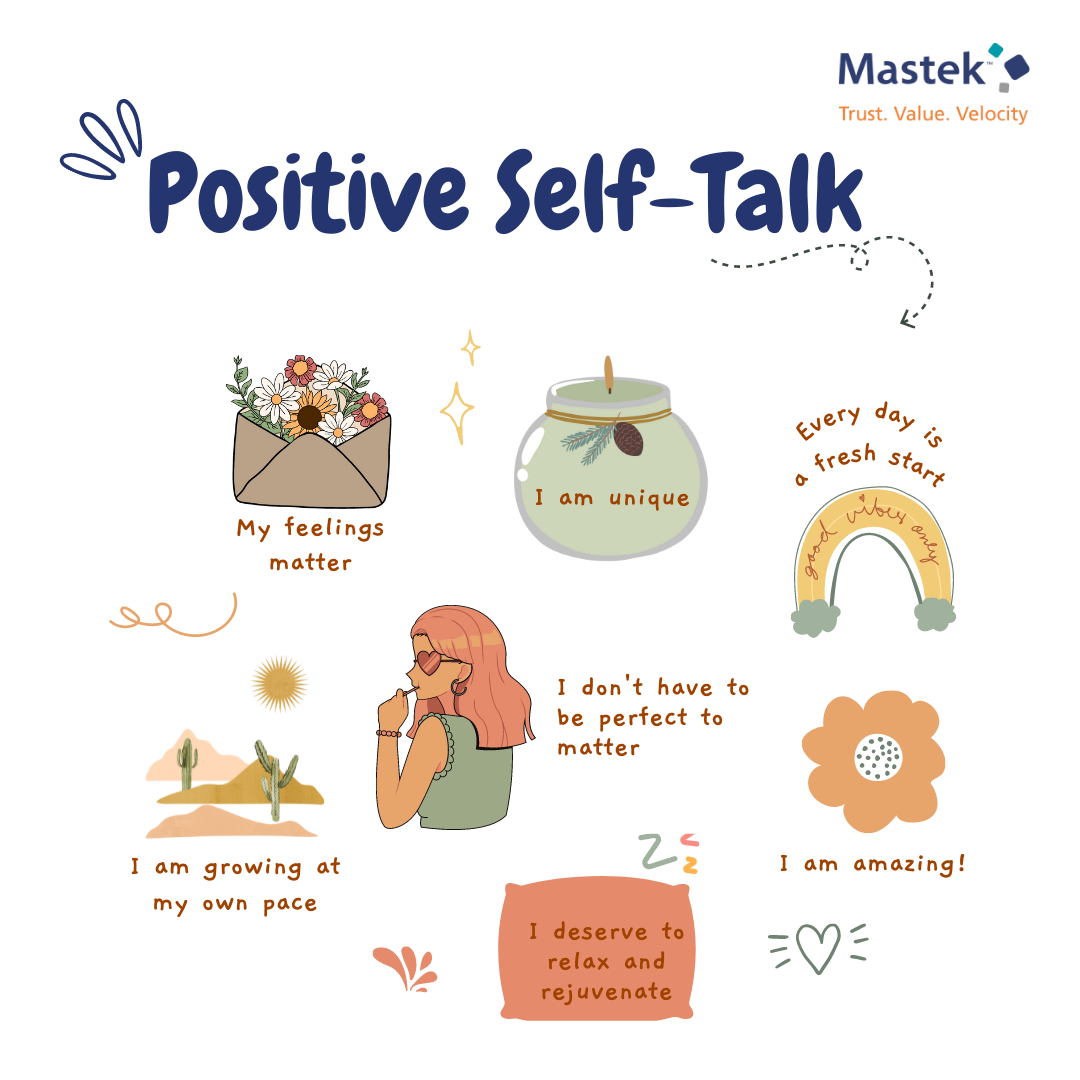 Mastek™
Trust. Value. Velocity
Positive Self-Talk
My feelings
matter
I am unique
Every day is
a fresh start
good vibes only
I don't have to
be perfect to
matter
I am growing at
my own pace
I am amazing!
zzz
I deserve to
relax and
rejuvenate